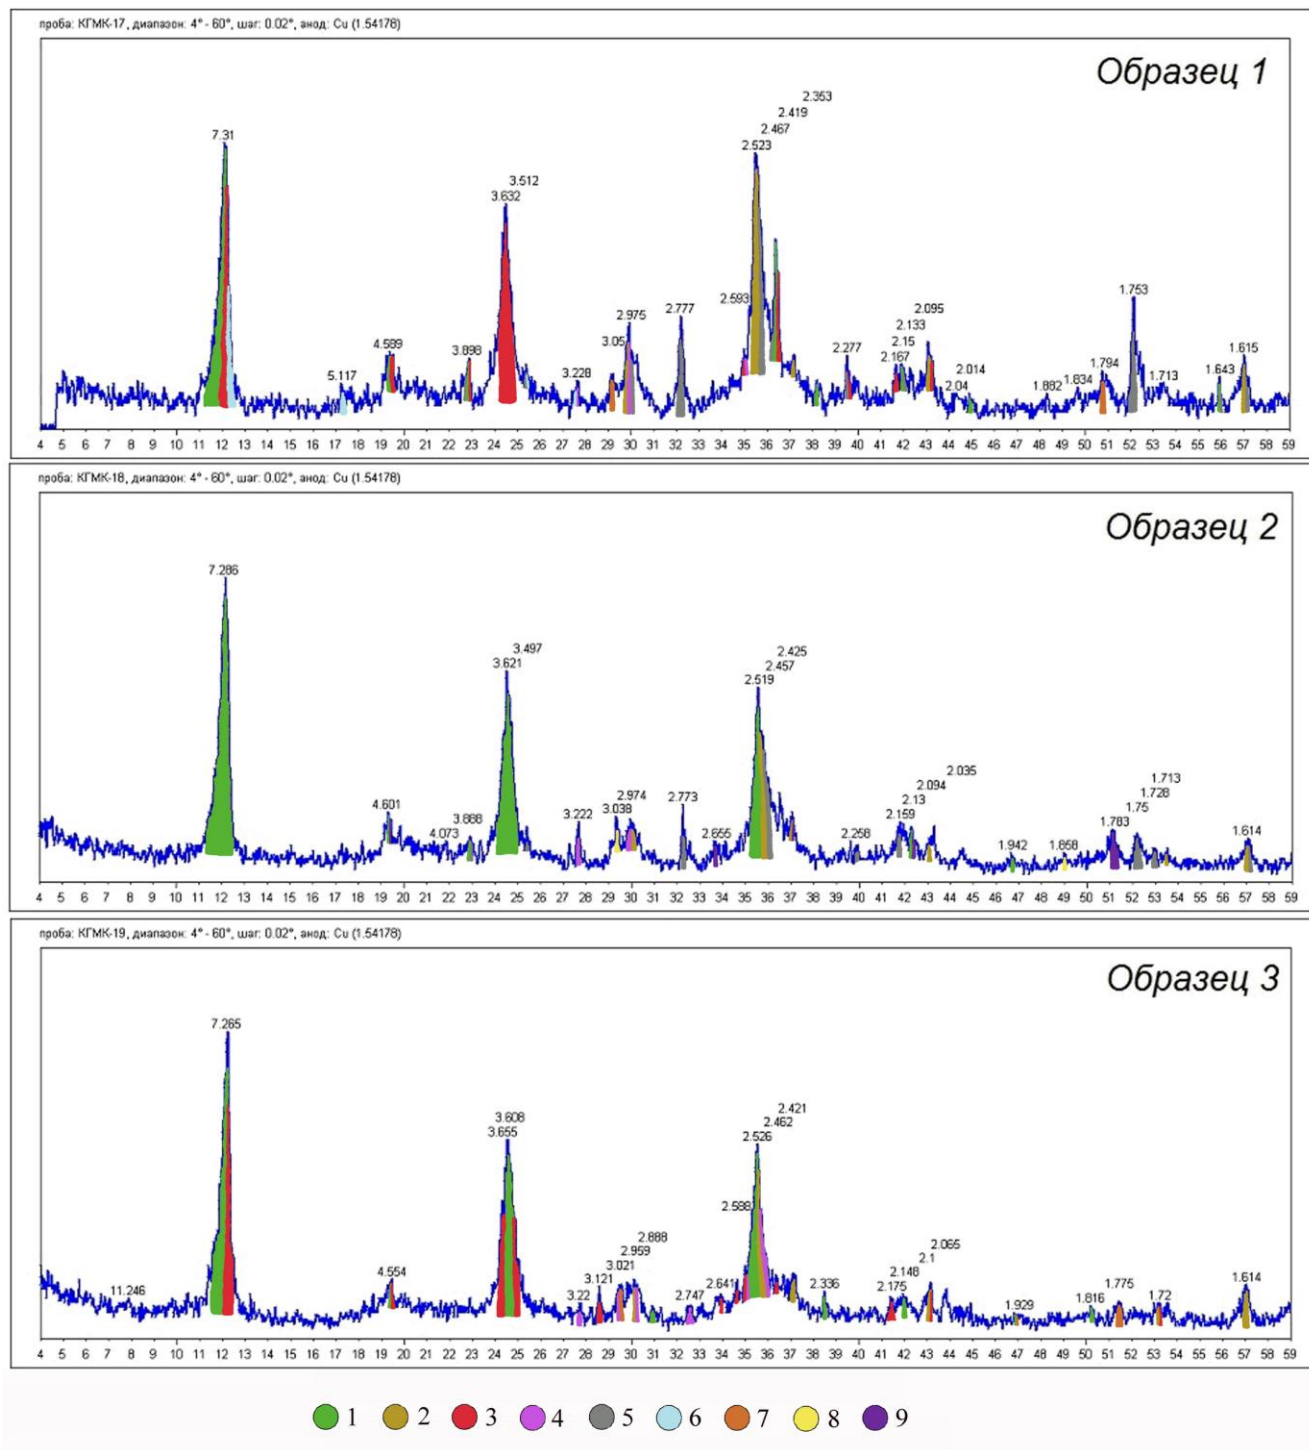 проба: КГМК-17, диапазон: 4° - 60°, шаг: 0.02°, анод: Cu (1.54178)
Образец 1
2.353
2.419
2.467
7.31 2.523
3.512
3.632
2.593 1.753
2.975 2.777 2.095
3.05 2.133
4.589 3.898 2.277 2.15
2.167 1.794 1.615
5.117 3.228 2.04 2.014 1.882 1.834 1.713 1.643
4 5 6 7 8 9 10 11 12 13 14 15 16 17 18 19 20 21 22 23 24 25 26 27 28 29 30 31 32 33 34 35 36 37 38 39 40 41 42 43 44 45 46 47 48 49 50 51 52 53 54 55 56 57 58 59
проба: КГМК-18, диапазон: 4° - 60°, шаг: 0.02°, анод: Cu (1.54178)
Образец 2
7.286
3.497 2.425
3.621 2.457
2.519
2.035
2.974 2.773 2.094 1.713
4.601 3.888 3.222 3.038 2.13 1.728
4.073 2.655 2.258 2.159 1.783 1.75
1.942 1.858 1.614
4 5 6 7 8 9 10 11 12 13 14 15 16 17 18 19 20 21 22 23 24 25 26 27 28 29 30 31 32 33 34 35 36 37 38 39 40 41 42 43 44 45 46 47 48 49 50 51 52 53 54 55 56 57 58 59
проба: КГМК-19, диапазон: 4° - 60°, шаг: 0.02°, анод: Cu (1.54178)
Образец 3
7.265
2.421
3.608 2.462
3.655 2.526
2.588
2.888 2.065
2.959 2.1
4.554 3.021 2.148 1.614
11.246 3.121 2.641 2.336 2.175 1.775
3.22 2.747 1.929 1.816 1.72
4 5 6 7 8 9 10 11 12 13 14 15 16 17 18 19 20 21 22 23 24 25 26 27 28 29 30 31 32 33 34 35 36 37 38 39 40 41 42 43 44 45 46 47 48 49 50 51 52 53 54 55 56 57 58 59
1 2 3 4 5 6 7 8 9